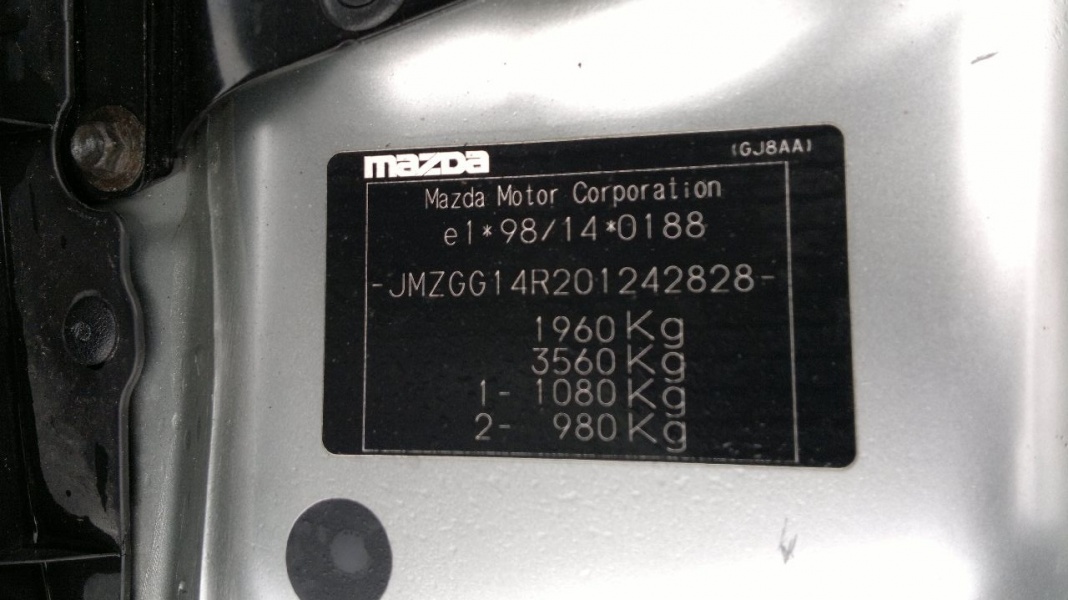 mazda
(GJ8AA)
Mazda Motor Corporation
e1*98/14*0188
-JMZGG14R201242828-
1960 Kg
3560 Kg
1- 1080 Kg
2- 980 Kg